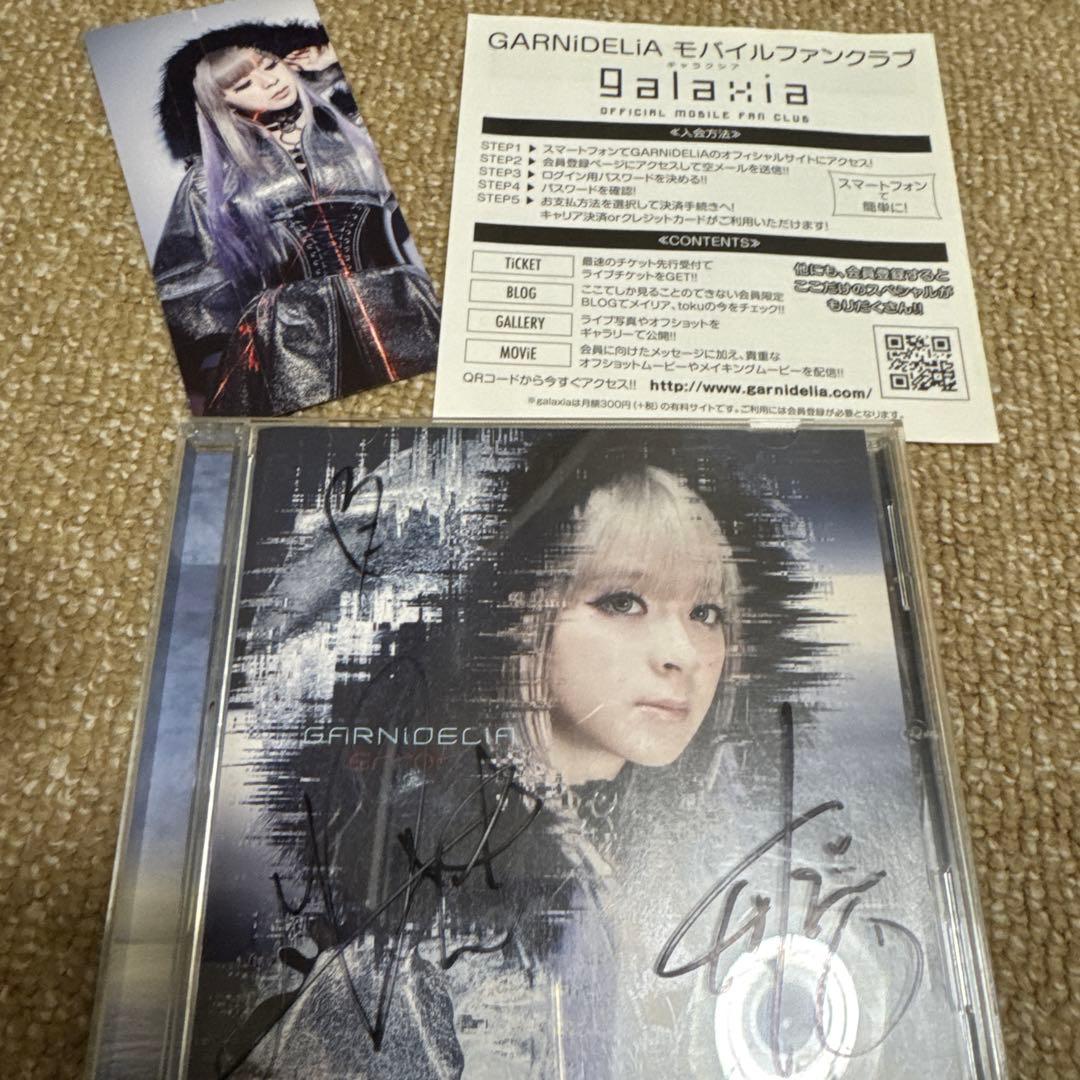 GARNiDELiA モバイルファンクラブ
ギャラクシア
galaxia
OFFICIAL MOBILE FAN CLUB
≪入会方法≫
STEP1 ▶ スマートフォンでGARNiDELiAのオフィシャルサイトにアクセス!
STEP2 ▶ 会員登録ページにアクセスして空メールを送信!!
STEP3 ▶ ログイン用パスワードを決める!!
STEP4 ▶ パスワードを確認!
STEP5 ▶ お支払方法を選択して決済手続きへ!
キャリア決済orクレジットカードがご利用いただけます!
スマートフォン
で
簡単に!
≪CONTENTS≫
TiCKET
最速のチケット先行受付で
ライブチケットをGET!!
BLOG
ここでしか見ることのできない会員限定
BLOGでメイリア、tokuの今をチェック!!
GALLERY
ライブ写真やオフショットを
ギャラリーで公開!!
MOViE
会員に向けたメッセージに加え、貴重な
オフショットムービーやメイキングムービーを配信!!
他にも、会員登録すると
ここだけのスペシャルが
もりだくさん!!
QRコードから今すぐアクセス!! http://www.garnidelia.com/
※galaxiaは月額300円(+税)の有料サイトです。ご利用には会員登録が必要となります。
GARNiDELiA
Error